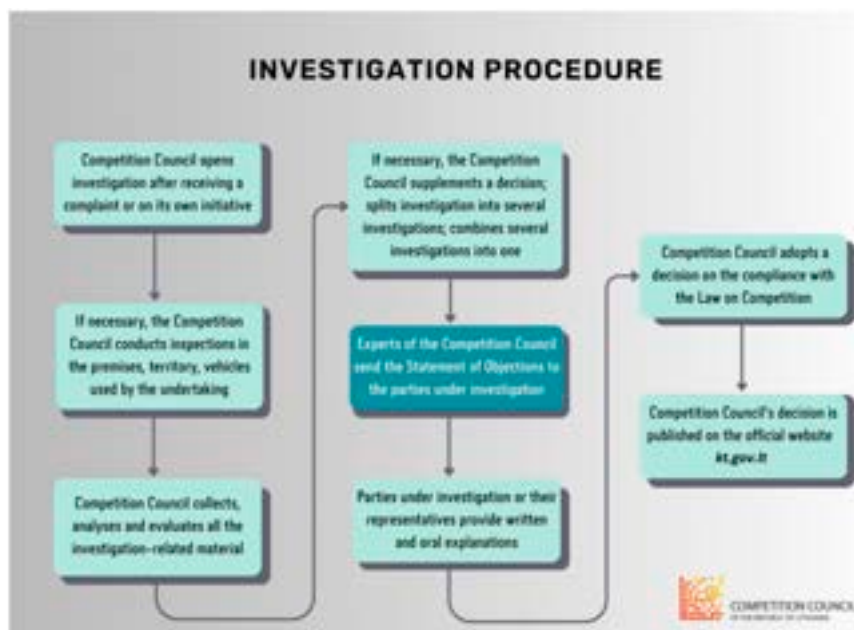 INVESTIGATION PROCEDURE
Competition Council opens
investigation after receiving a
complaint or on its own initiative
If necessary, the Competition
Council conducts inspections in
the premises, territory, vehicles
used by the undertaking
Competition Council collects,
analyses and evaluates all the
investigation-related material
If necessary, the Competition
Council supplements a decision;
splits investigation into several
investigations; combines several
investigations into one
Experts of the Competition Council
send the Statement of Objections to
the parties under investigation
Parties under investigation or their
representatives provide written
and oral explanations
Competition Council adopts a
decision on the compliance with
the Law on Competition
Competition Council's decision is
published on the official website
kt.gov.lt
COMPETITION COUNCIL
OF THE REPUBLIC OF LITHUANIA